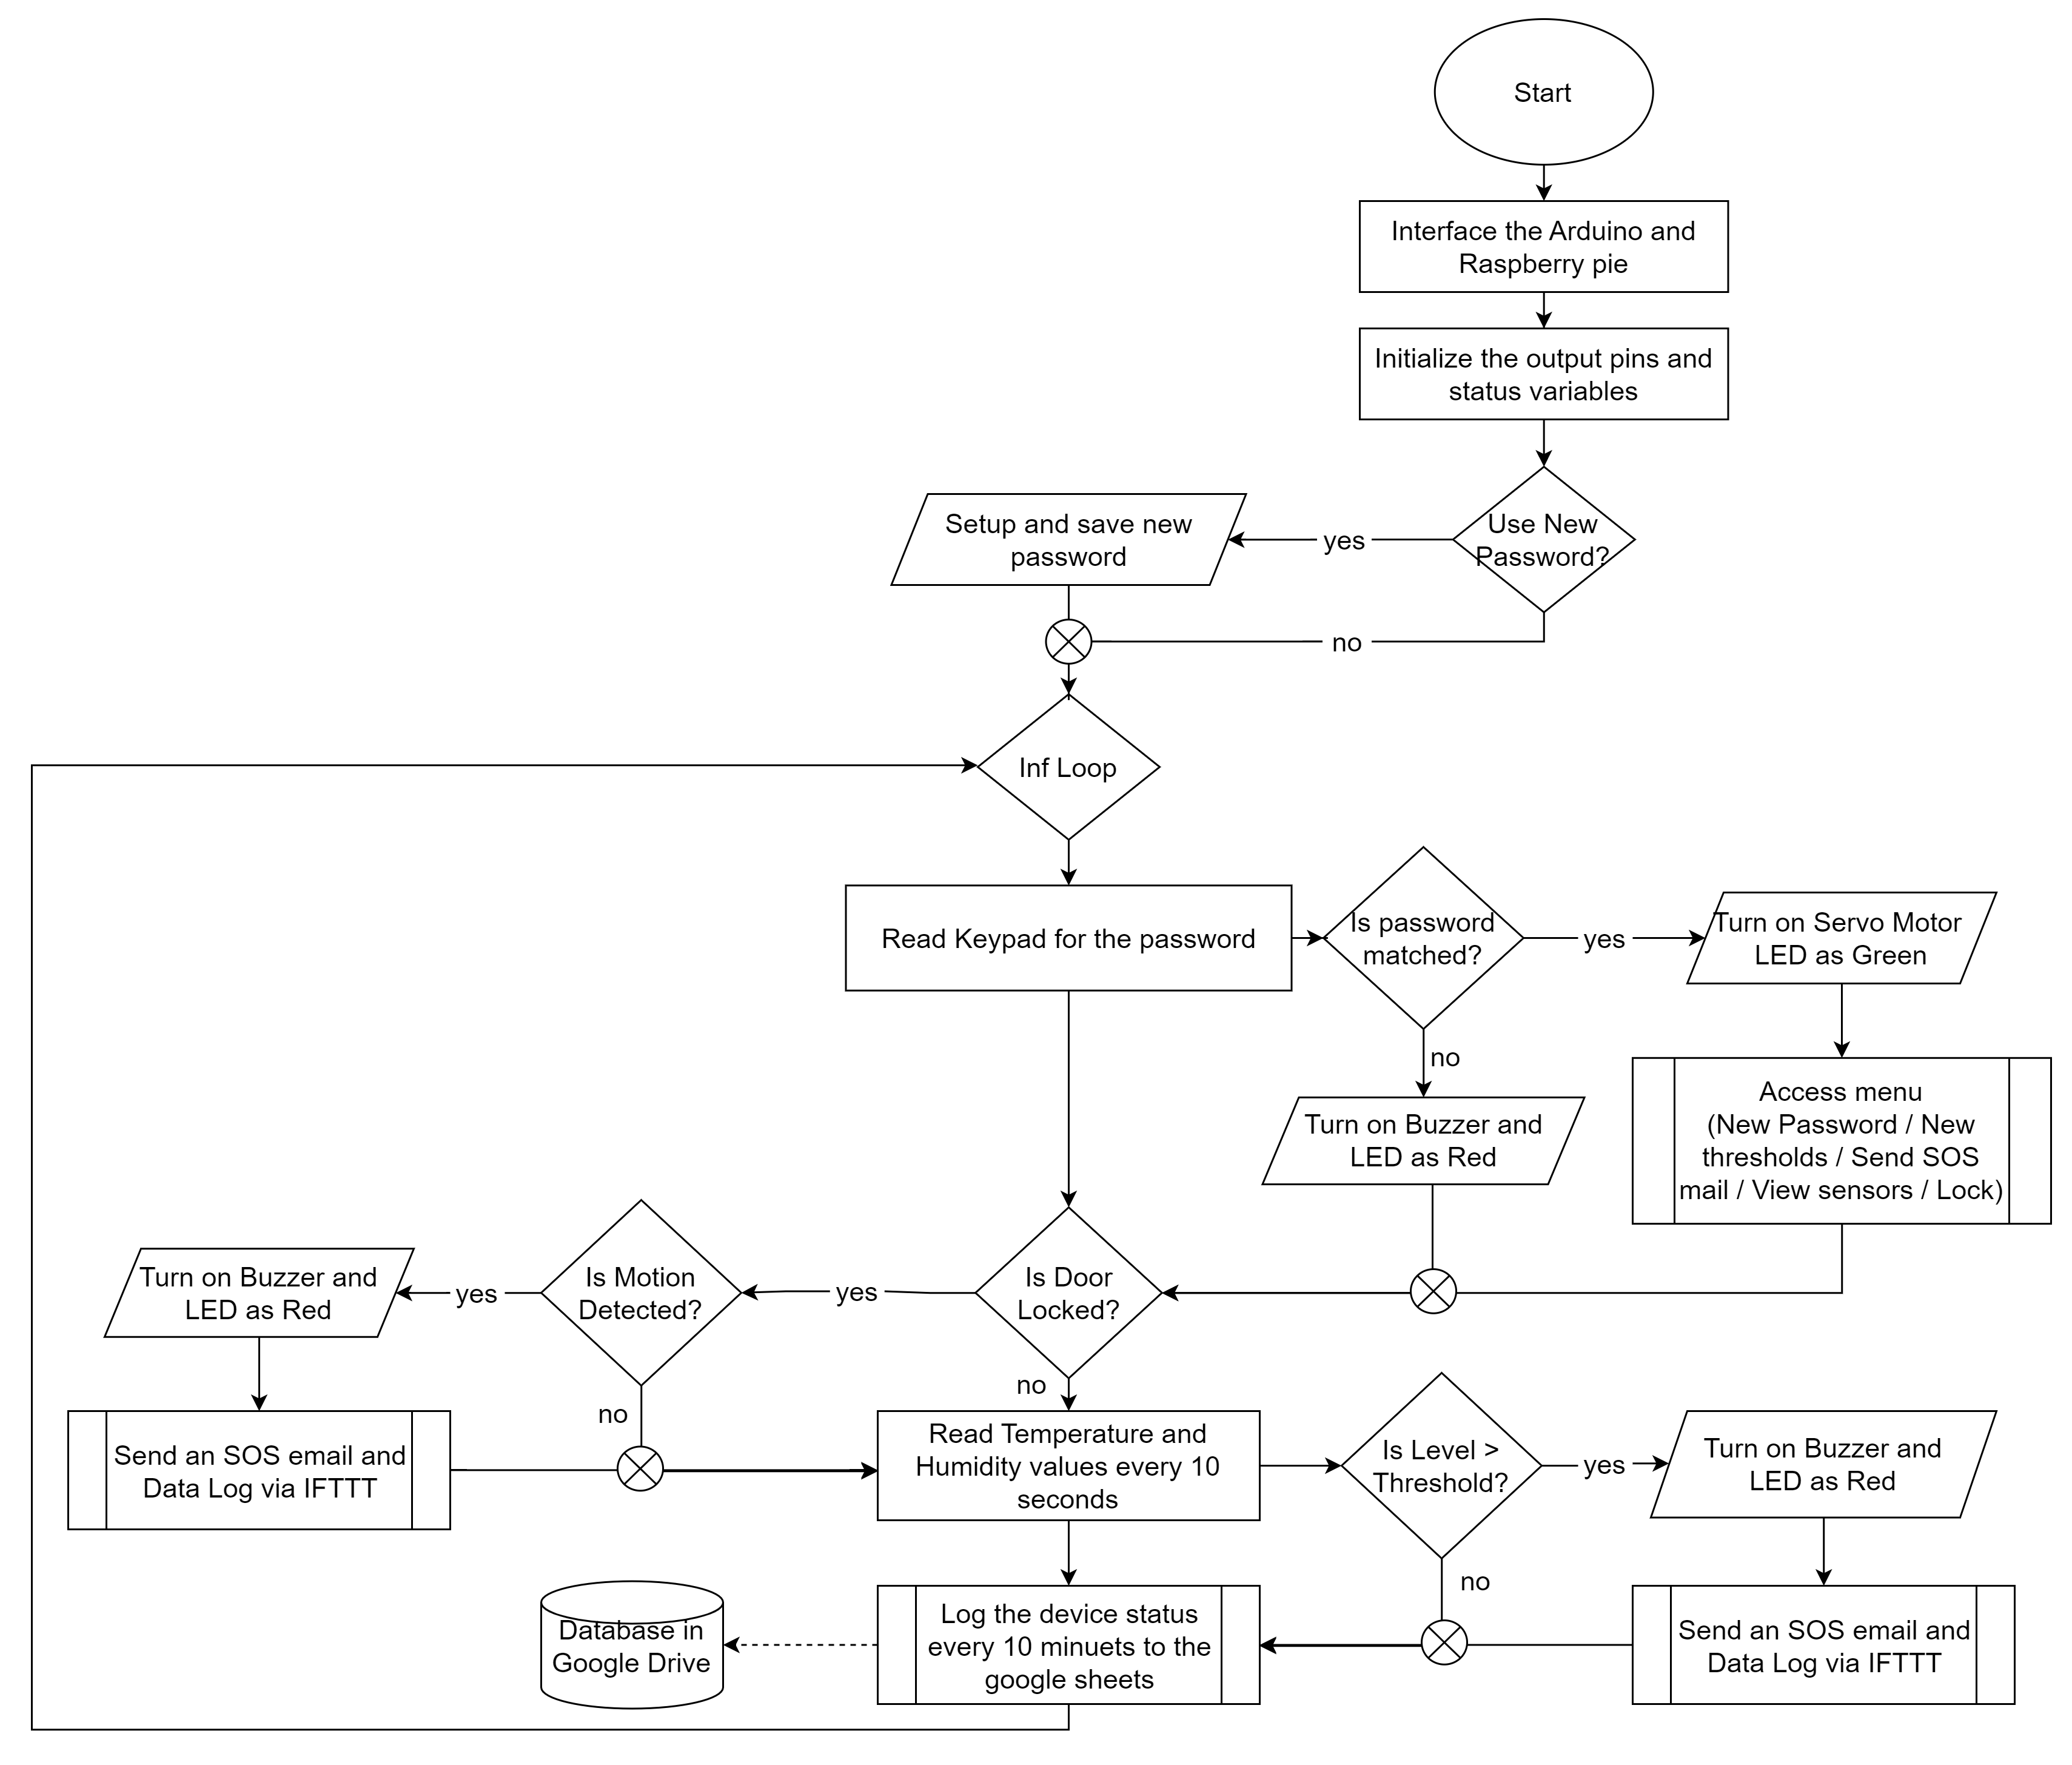 Start
Interface the Arduino and
Raspberry pie
Initialize the output pins and
status variables
Use New
Password?
yes
Setup and save new
password
no
Inf Loop
Read Keypad for the password
Is password
matched?
yes
Turn on Servo Motor
LED as Green
no
Access menu
(New Password / New
thresholds / Send SOS
mail / View sensors / Lock)
Turn on Buzzer and
LED as Red
Is Door
Locked?
yes
Is Motion
Detected?
yes
Turn on Buzzer and
LED as Red
no
no
Send an SOS email and
Data Log via IFTTT
Read Temperature and
Humidity values every 10
seconds
Is Level >
Threshold?
yes
Turn on Buzzer and
LED as Red
no
Send an SOS email and
Data Log via IFTTT
Log the device status
every 10 minuets to the
google sheets
Database in
Google Drive